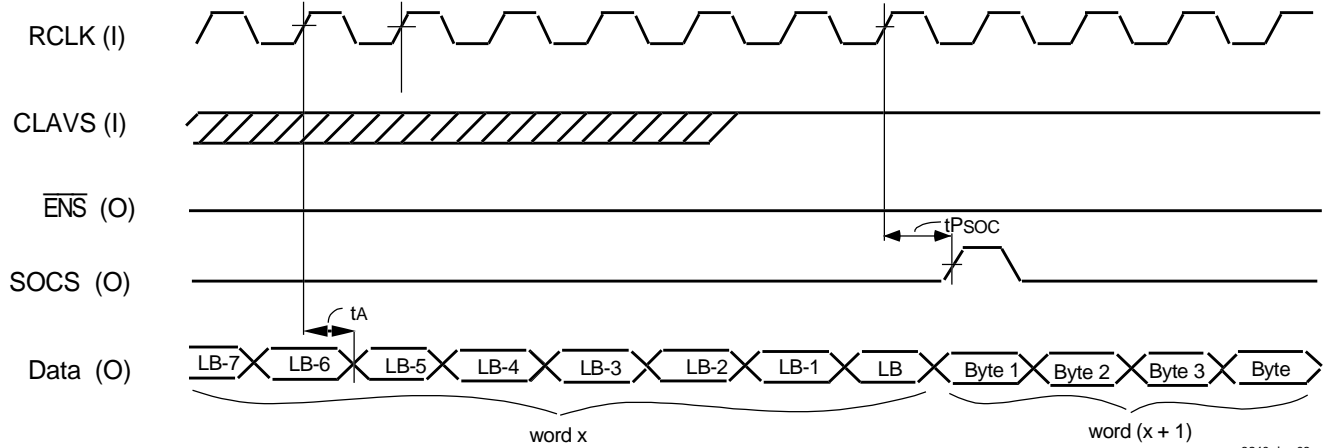 RCLK (I)
CLAVS (I)
ENS (O)
tPSOC
SOCS (O)
tA
Data (O)
LB-7 LB-6 LB-5 LB-4 LB-3 LB-2 LB-1 LB Byte 1 Byte 2 Byte 3 Byte
word x
word (x + 1)